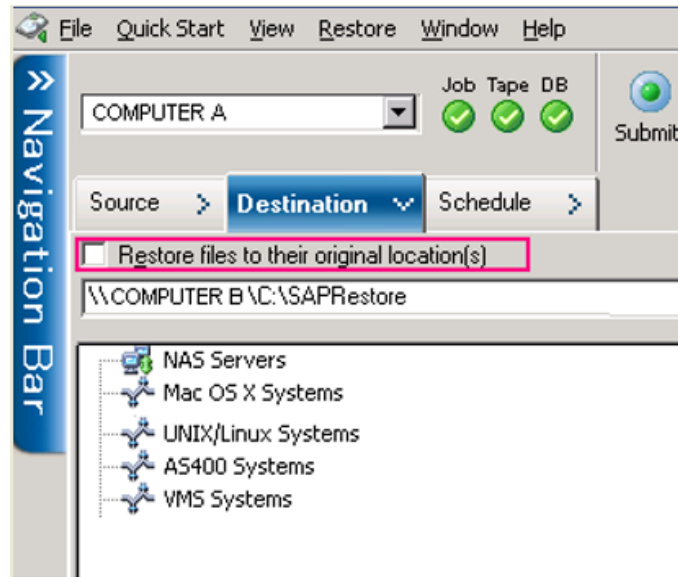 File Quick Start View Restore Window Help
Navigation Bar
COMPUTER A
Job Tape DB
Submit
Source Destination Schedule
Restore files to their original location(s)
\\COMPUTER B\C:\SAPRestore
NAS Servers
Mac OS X Systems
UNIX/Linux Systems
AS400 Systems
VMS Systems